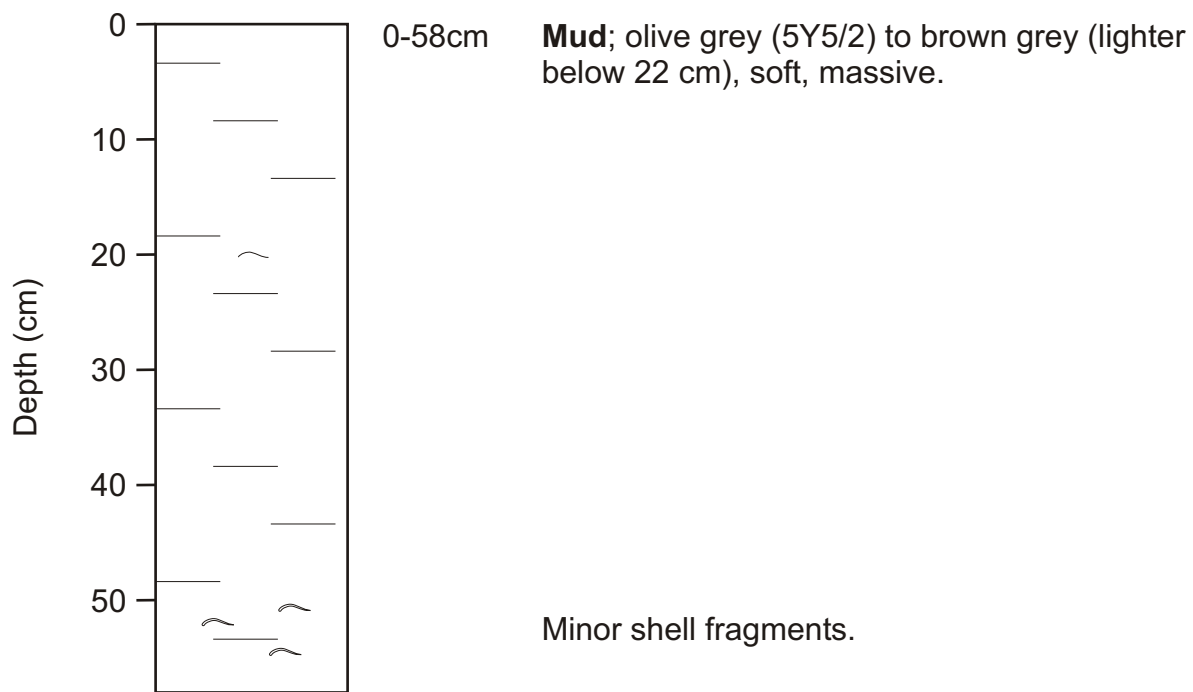 0
0-58cm
Mud; olive grey (5Y5/2) to brown grey (lighter
below 22 cm), soft, massive.
10
20
Depth (cm)
30
40
50
Minor shell fragments.